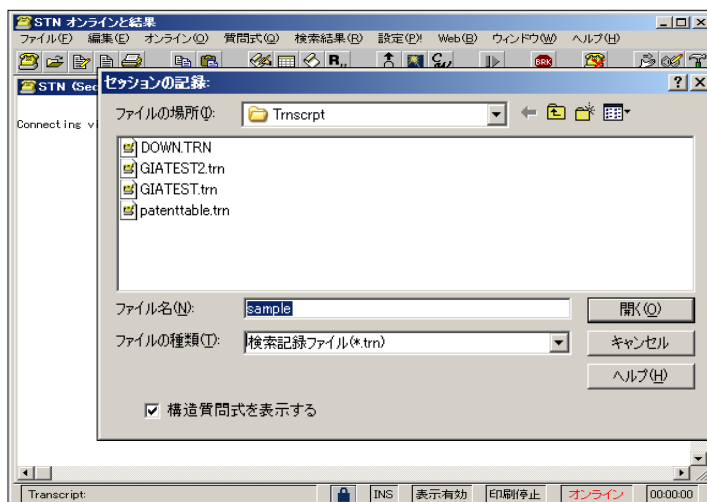 STN オンラインと結果
ファイル(F) 編集(E) オンライン(O) 質問式(Q) 検索結果(R) 設定(P)! Web(B) ウィンドウ(W) ヘルプ(H)
R,, BRK
STN (Sec
セッションの記録:
Connecting vi
ファイルの場所(I): Trnscrpt
DOWN.TRN
GIATEST2.trn
GIATEST.trn
patenttable.trn
ファイル名(N): sample 開く(O)
ファイルの種類(T): 検索記録ファイル(*.trn) キャンセル
ヘルプ(H)
構造質問式を表示する
Transcript: INS 表示有効 印刷停止 オンライン 00:00:00